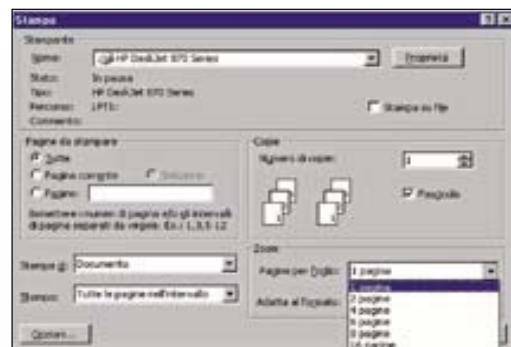 Stampa
Stampante
Nome: HP DeskJet 870 Series
Proprietà
Stato: In pausa
Tipo: HP DeskJet 870 Series
Percorso: LPT1:
Commento:
Stampa su file
Pagine da stampare
Tutte
Pagina corrente
Selezione
Pagine:
Immettere i numeri di pagina e/o gli intervalli
di pagina separati da virgole. Es.: 1,3,5-12
Copie
Numero di copie: 1
Fascicola
Stampa di: Documento
Stampa: Tutte le pagine nell'intervallo
Opzioni...
Zoom
Pagine per foglio: 1 pagina
Adatta al formato:
1 pagina
2 pagine
4 pagine
6 pagine
8 pagine
16 pagine